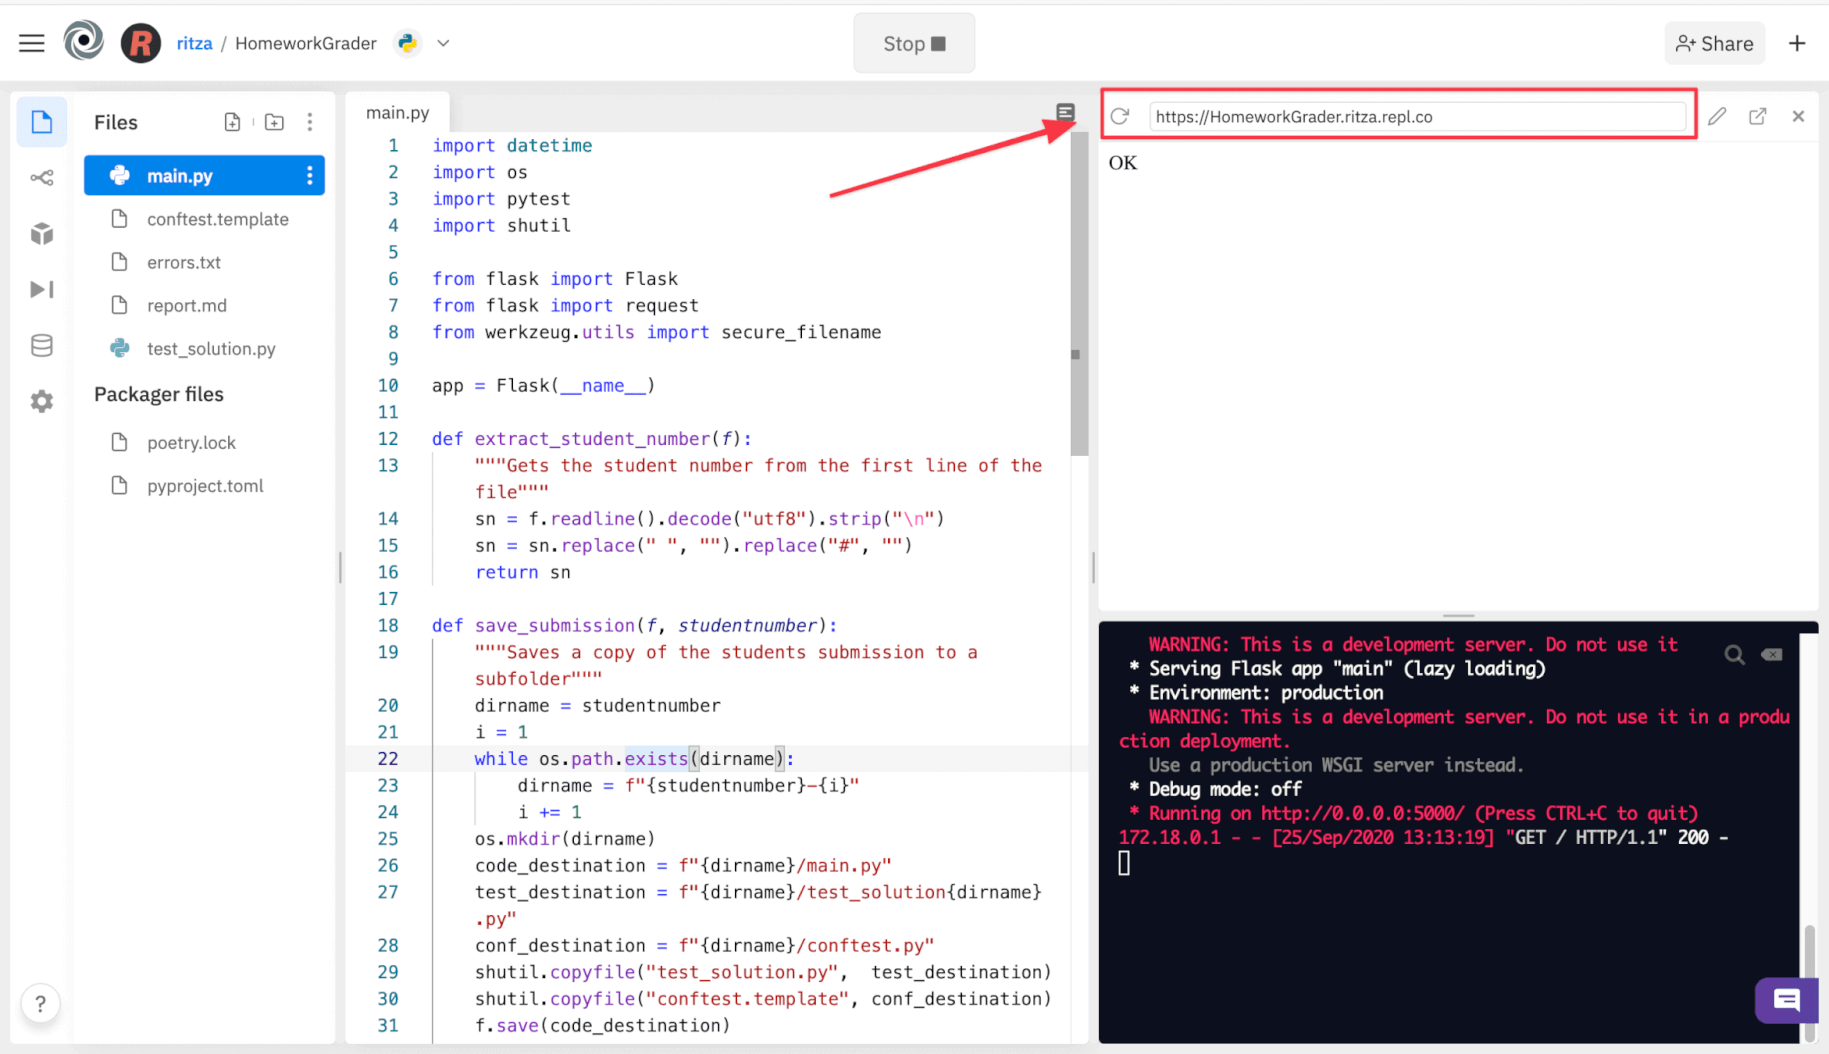 R ritza / HomeworkGrader
Stop
Share
Files
main.py
conftest.template
errors.txt
report.md
test_solution.py
Packager files
poetry.lock
pyproject.toml
?
main.py
1 import datetime
2 import os
3 import pytest
4 import shutil
5
6 from flask import Flask
7 from flask import request
8 from werkzeug.utils import secure_filename
9
10 app = Flask(__name__)
11
12 def extract_student_number(f):
13 """Gets the student number from the first line of the
file"""
14 sn = f.readline().decode("utf8").strip("\n")
15 sn = sn.replace(" ", "").replace("#", "")
16 return sn
17
18 def save_submission(f, studentnumber):
19 """Saves a copy of the students submission to a
subfolder"""
20 dirname = studentnumber
21 i = 1
22 while os.path.exists(dirname):
23 dirname = f"{studentnumber}-{i}"
24 i += 1
25 os.mkdir(dirname)
26 code_destination = f"{dirname}/main.py"
27 test_destination = f"{dirname}/test_solution{dirname}
.py"
28 conf_destination = f"{dirname}/conftest.py"
29 shutil.copyfile("test_solution.py",  test_destination)
30 shutil.copyfile("conftest.template", conf_destination)
31 f.save(code_destination)
https://HomeworkGrader.ritza.repl.co
OK
WARNING: This is a development server. Do not use it
* Serving Flask app "main" (lazy loading)
* Environment: production
WARNING: This is a development server. Do not use it in a produ
ction deployment.
Use a production WSGI server instead.
* Debug mode: off
* Running on http://0.0.0.0:5000/ (Press CTRL+C to quit)
172.18.0.1 - - [25/Sep/2020 13:13:19] "GET / HTTP/1.1" 200 -